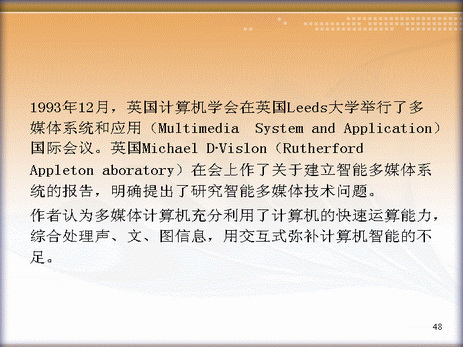 1993年12月，英国计算机学会在英国Leeds大学举行了多
媒体系统和应用（Multimedia  System and Application）
国际会议。英国Michael D·Vislon（Rutherford
Appleton aboratory）在会上作了关于建立智能多媒体系
统的报告，明确提出了研究智能多媒体技术问题。
作者认为多媒体计算机充分利用了计算机的快速运算能力，
综合处理声、文、图信息，用交互式弥补计算机智能的不
足。
48